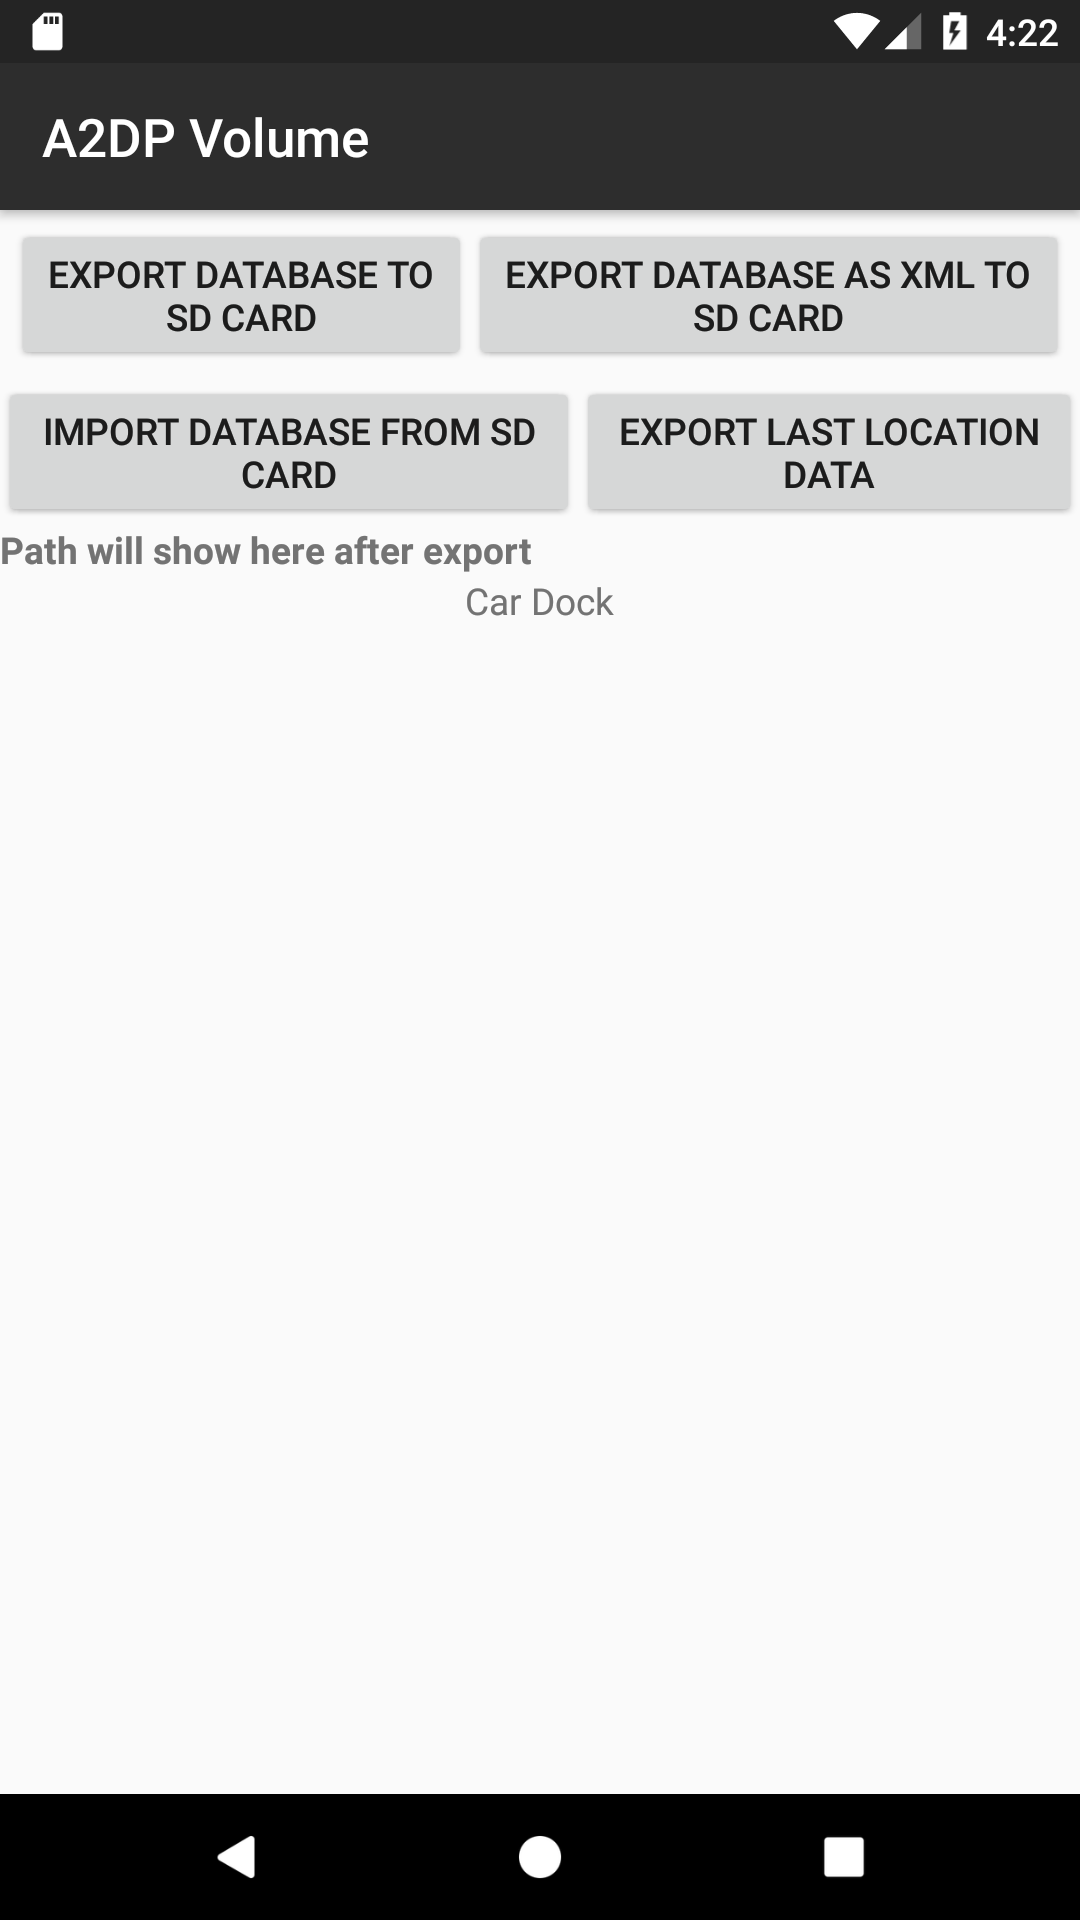 4:22
A2DP Volume
EXPORT DATABASE TO
SD CARD
EXPORT DATABASE AS XML TO
SD CARD
IMPORT DATABASE FROM SD
CARD
EXPORT LAST LOCATION
DATA
Path will show here after export
Car Dock